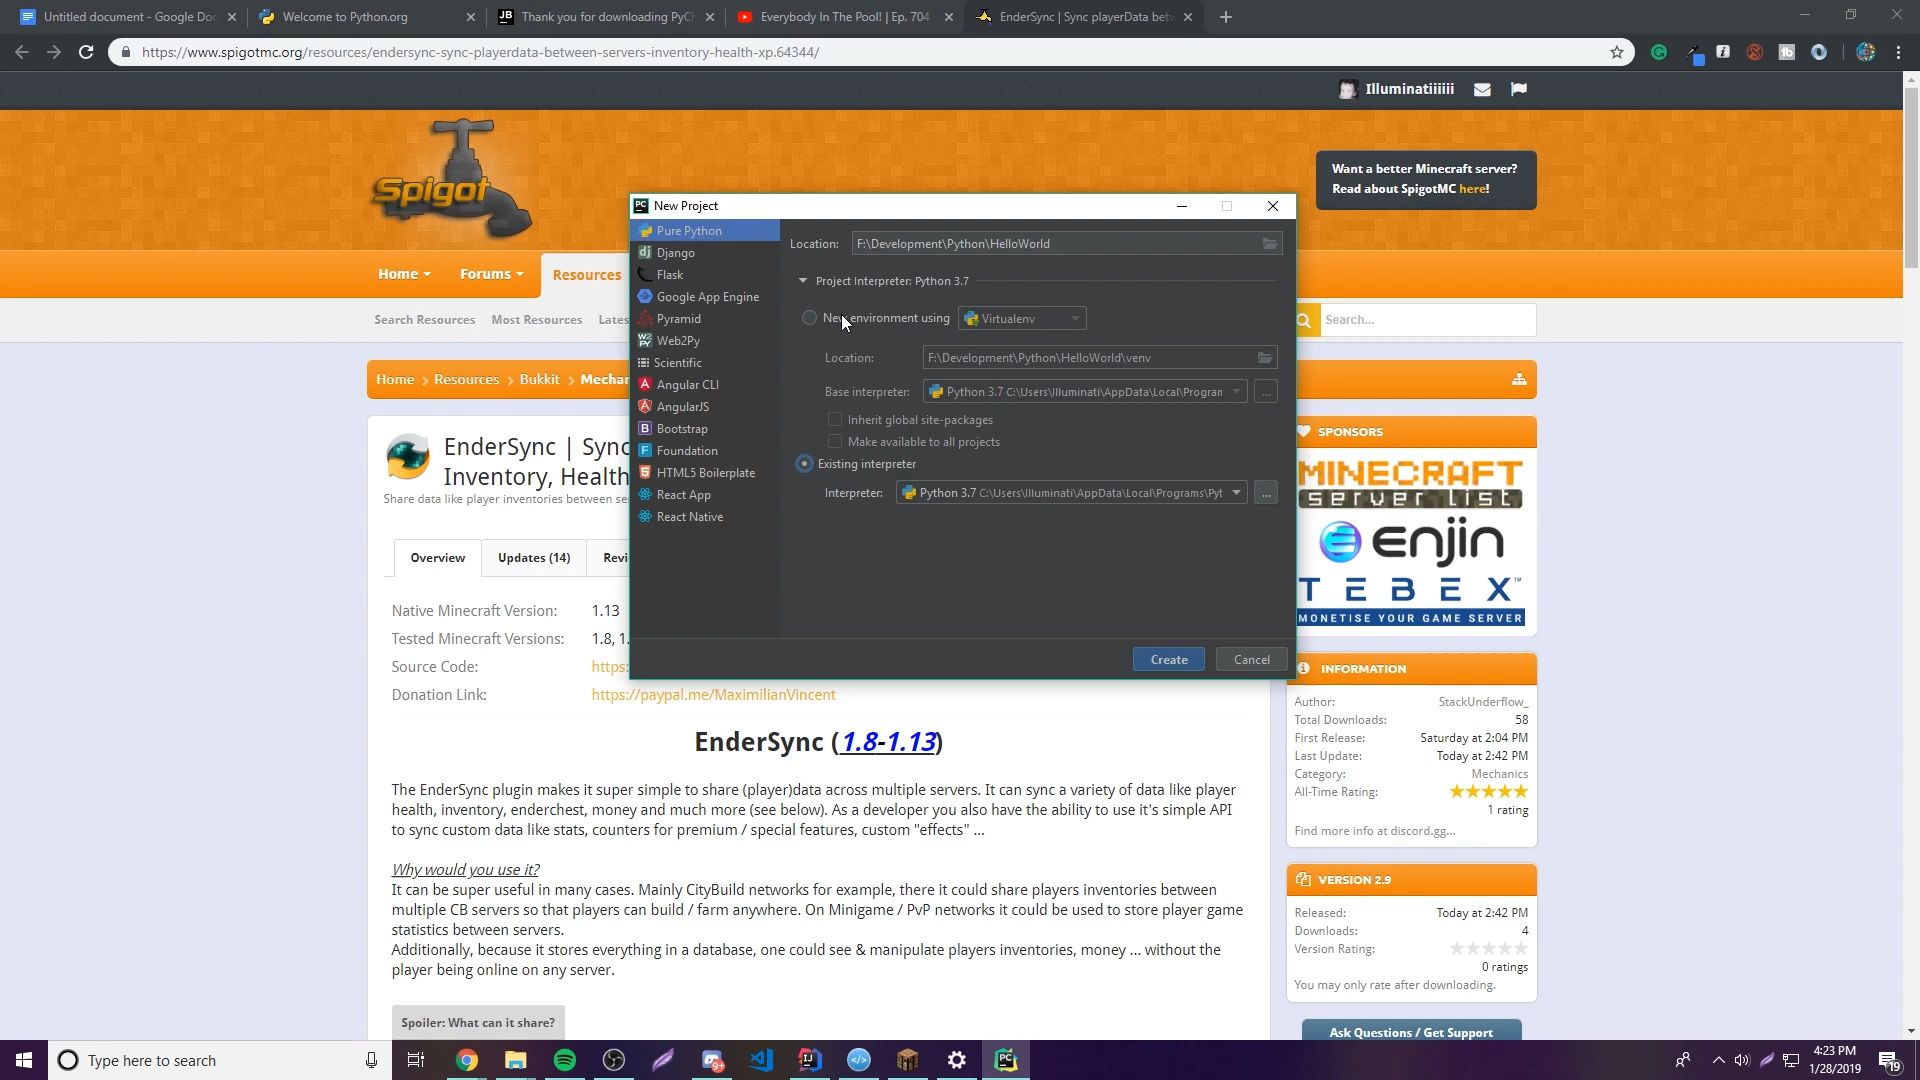 Untitled document - Google Doc
Welcome to Python.org
Thank you for downloading PyCh
Everybody In The Pool! | Ep. 704
EnderSync | Sync playerData betw
https://www.spigotmc.org/resources/endersync-sync-playerdata-between-servers-inventory-health-xp.64344/
Illuminatiiiiii
Spigot
Want a better Minecraft server?
Read about SpigotMC here!
Home
Forums
Resources
Search Resources
Most Resources
Lates
Search...
Home
Resources
Bukkit
Mechan
New Project
Pure Python
Django
Flask
Google App Engine
Pyramid
Web2Py
Scientific
Angular CLI
AngularJS
Bootstrap
Foundation
HTML5 Boilerplate
React App
React Native
Location:
F:\Development\Python\HelloWorld
Project Interpreter: Python 3.7
New environment using
Virtualenv
Location:
F:\Development\Python\HelloWorld\venv
Base interpreter:
Python 3.7 C:\Users\Illuminati\AppData\Local\Progran
...
Inherit global site-packages
Make available to all projects
Existing interpreter
Interpreter:
Python 3.7 C:\Users\Illuminati\AppData\Local\Programs\Pyt
...
Create
Cancel
EnderSync | Sync
Inventory, Health
Share data like player inventories between se
Overview
Updates (14)
Revi
Native Minecraft Version:
1.13
Tested Minecraft Versions:
1.8, 1.
Source Code:
https:
Donation Link:
https://paypal.me/MaximilianVincent
EnderSync (1.8-1.13)
The EnderSync plugin makes it super simple to share (player)data across multiple servers. It can sync a variety of data like player
health, inventory, enderchest, money and much more (see below). As a developer you also have the ability to use it's simple API
to sync custom data like stats, counters for premium / special features, custom "effects" ...
Why would you use it?
It can be super useful in many cases. Mainly CityBuild networks for example, there it could share players inventories between
multiple CB servers so that players can build / farm anywhere. On Minigame / PvP networks it could be used to store player game
statistics between servers.
Additionally, because it stores everything in a database, one could see & manipulate players inventories, money ... without the
player being online on any server.
Spoiler: What can it share?
SPONSORS
MINECRAFT
server list
enjin
TEBEX™
MONETISE YOUR GAME SERVER
INFORMATION
Author:
StackUnderflow_
Total Downloads:
58
First Release:
Saturday at 2:04 PM
Last Update:
Today at 2:42 PM
Category:
Mechanics
All-Time Rating:
1 rating
Find more info at discord.gg...
VERSION 2.9
Released:
Today at 2:42 PM
Downloads:
4
Version Rating:
0 ratings
You may only rate after downloading.
Ask Questions / Get Support
Type here to search
4:23 PM
1/28/2019
19